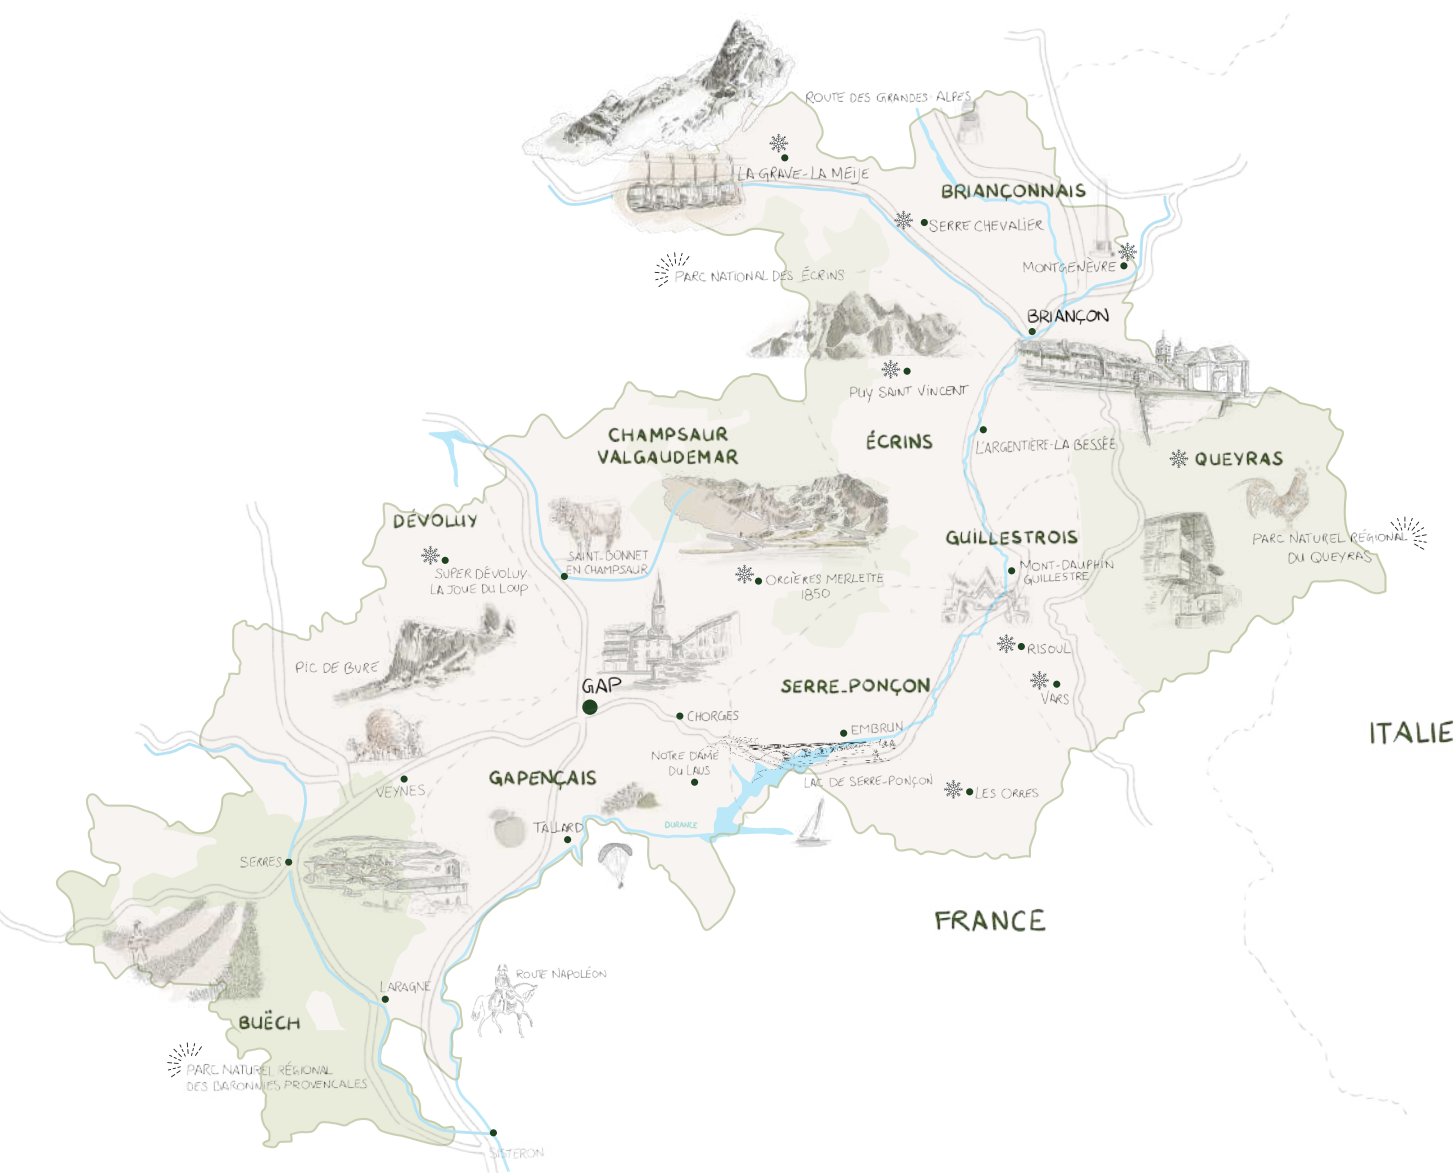 ROUTE DES GRANDES ALPES
LA GRAVE-LA MEIJE
BRIANÇONNAIS
SERRE CHEVALIER
MONTGENÈVRE
PARC NATIONAL DES ÉCRINS
BRIANÇON
PUY SAINT VINCENT
CHAMPSAUR
VALGAUDEMAR
ÉCRINS
L'ARGENTIÈRE-LA BESSÉE
QUEYRAS
DÉVOLUY
PARC NATUREL RÉGIONAL
DU QUEYRAS
GUILLESTROIS
SAINT-BONNET
EN CHAMPSAUR
SUPER DÉVOLUY
LA JOUE DU LOUP
ORCIÈRES MERLETTE
1850
MONT-DAUPHIN
GUILLESTRE
RISOUL
PIC DE BURE
GAP
SERRE-PONÇON
VARS
CHORGES
EMBRUN
ITALIE
NOTRE DAME
DU LAUS
GAPENÇAIS
LAC DE SERRE-PONÇON
VEYNES
LES ORRES
TALLARD
DURANCE
SERRES
FRANCE
ROUTE NAPOLÉON
LARAGNE
BUËCH
PARC NATUREL RÉGIONAL
DES BARONNIES PROVENCALES
SISTERON